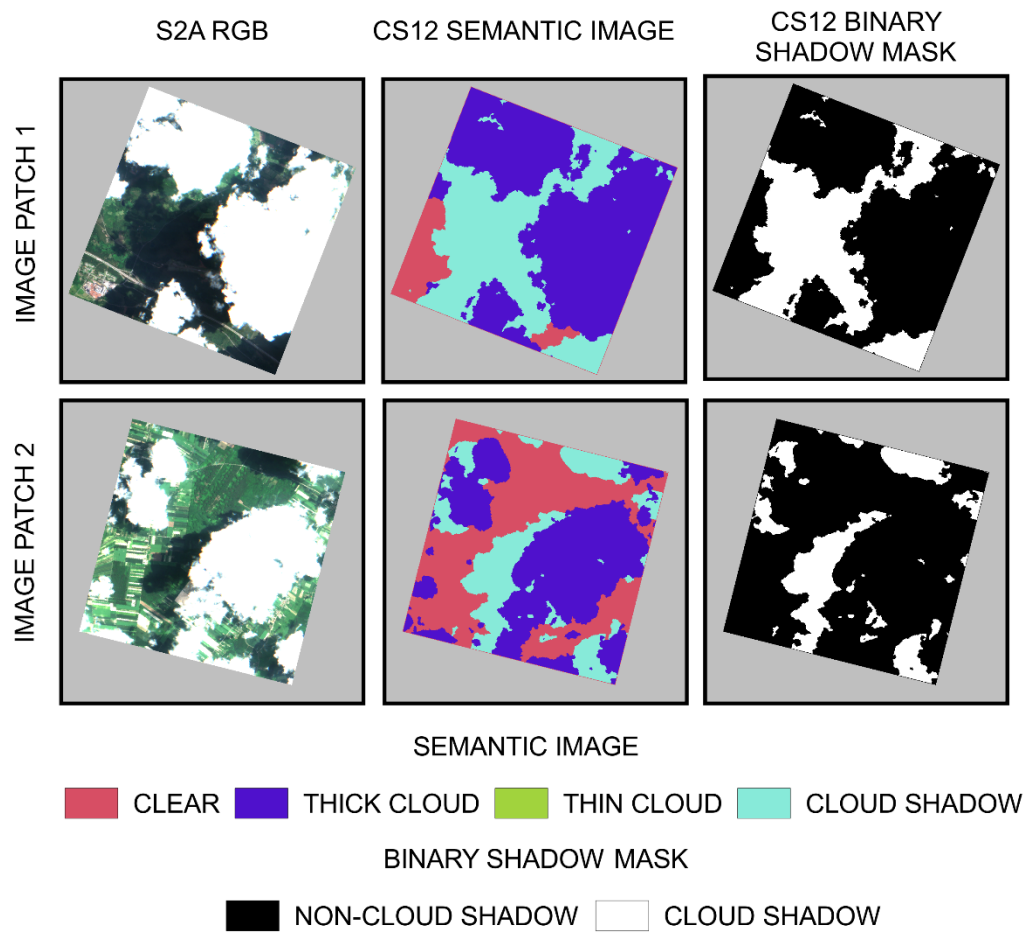 S2A RGB
CS12 SEMANTIC IMAGE
CS12 BINARY
SHADOW MASK
IMAGE PATCH 1
IMAGE PATCH 2
SEMANTIC IMAGE
CLEAR
THICK CLOUD
THIN CLOUD
CLOUD SHADOW
BINARY SHADOW MASK
NON-CLOUD SHADOW
CLOUD SHADOW